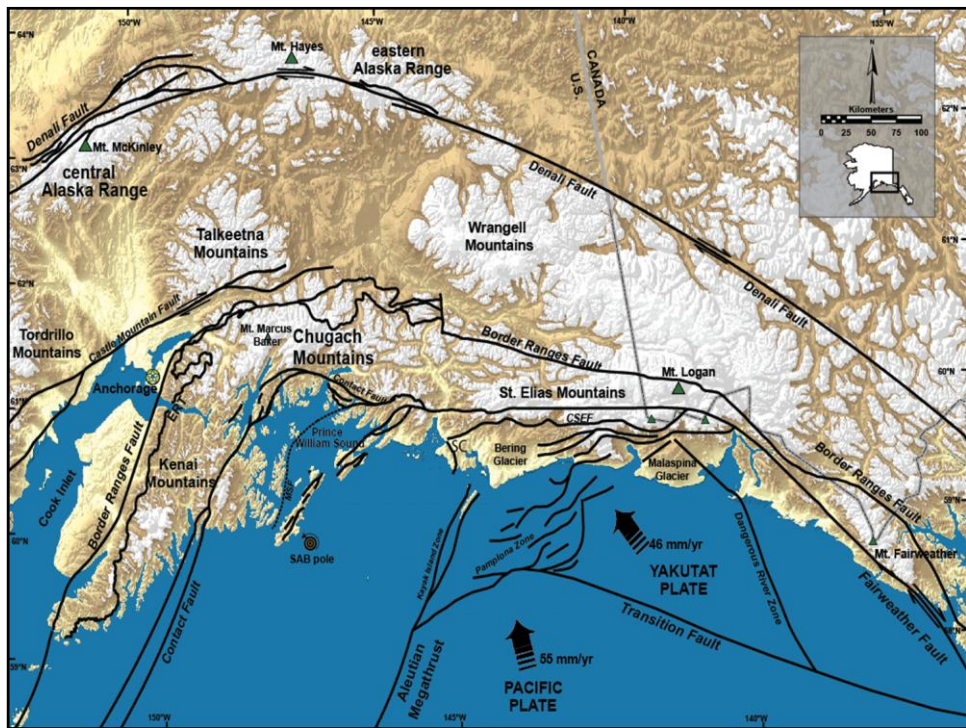 150°W
145°W
140°W
135°W
64°N
Mt. Hayes
eastern
Alaska Range
CANADA
U.S.
N
Kilometers
0 25 50 75 100
62°N
Denali Fault
Mt. McKinley
63°N
central
Alaska Range
Denali Fault
Talkeetna
Mountains
Wrangell
Mountains
61°N
62°N
Denali Fault
Castle Mountain Fault
Tordrillo
Mountains
Mt. Marcus
Baker
Chugach
Mountains
Border Ranges Fault
Mt. Logan
60°N
Anchorage
61°N
Contact Fault
St. Elias Mountains
ERT
CSEF
Prince
William Sound
SC
Bering
Glacier
Malaspina
Glacier
Border Ranges Fault
Kenai
Mountains
Cook Inlet
Border Ranges Fault
MSF
59°N
60°N
SAB pole
Kayak Island Zone
Pamplona Zone
46 mm/yr
YAKUTAT
PLATE
Dangerous River Zone
Mt. Fairweather
Fairweather Fault
58°N
Contact Fault
Transition Fault
59°N
Aleutian
Megathrust
55 mm/yr
PACIFIC
PLATE
150°W
145°W
140°W